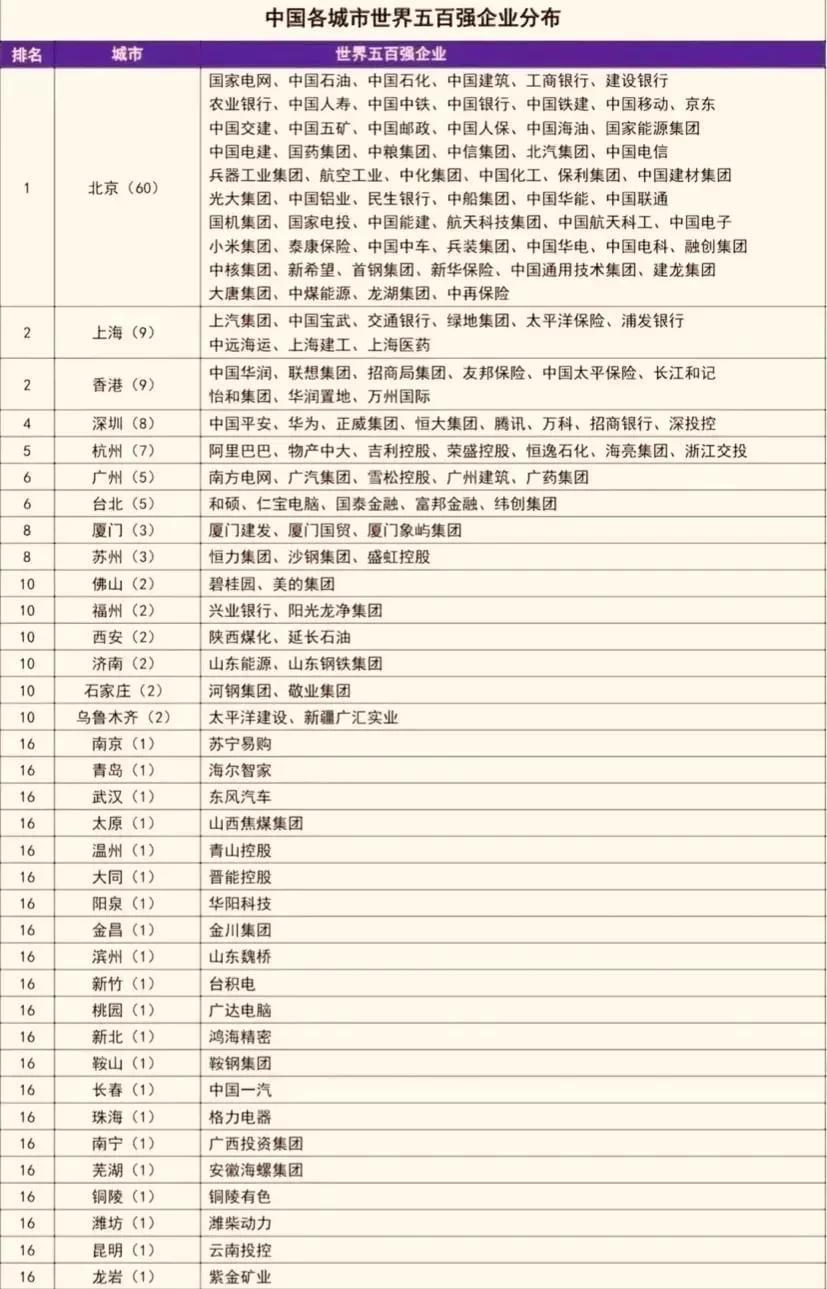 中国各城市世界五百强企业分布
排名 城市 世界五百强企业
1 北京（60） 国家电网、中国石油、中国石化、中国建筑、工商银行、建设银行
农业银行、中国人寿、中国中铁、中国银行、中国铁建、中国移动、京东
中国交建、中国五矿、中国邮政、中国人保、中国海油、国家能源集团
中国电建、国药集团、中粮集团、中信集团、北汽集团、中国电信
兵器工业集团、航空工业、中化集团、中国化工、保利集团、中国建材集团
光大集团、中国铝业、民生银行、中船集团、中国华能、中国联通
国机集团、国家电投、中国能建、航天科技集团、中国航天科工、中国电子
小米集团、泰康保险、中国中车、兵装集团、中国华电、中国电科、融创集团
中核集团、新希望、首钢集团、新华保险、中国通用技术集团、建龙集团
大唐集团、中煤能源、龙湖集团、中再保险
2 上海（9） 上汽集团、中国宝武、交通银行、绿地集团、太平洋保险、浦发银行
中远海运、上海建工、上海医药
2 香港（9） 中国华润、联想集团、招商局集团、友邦保险、中国太平保险、长江和记
怡和集团、华润置地、万州国际
4 深圳（8） 中国平安、华为、正威集团、恒大集团、腾讯、万科、招商银行、深投控
5 杭州（7） 阿里巴巴、物产中大、吉利控股、荣盛控股、恒逸石化、海亮集团、浙江交投
6 广州（5） 南方电网、广汽集团、雪松控股、广州建筑、广药集团
6 台北（5） 和硕、仁宝电脑、国泰金融、富邦金融、纬创集团
8 厦门（3） 厦门建发、厦门国贸、厦门象屿集团
8 苏州（3） 恒力集团、沙钢集团、盛虹控股
10 佛山（2） 碧桂园、美的集团
10 福州（2） 兴业银行、阳光龙净集团
10 西安（2） 陕西煤化、延长石油
10 济南（2） 山东能源、山东钢铁集团
10 石家庄（2） 河钢集团、敬业集团
10 乌鲁木齐（2） 太平洋建设、新疆广汇实业
16 南京（1） 苏宁易购
16 青岛（1） 海尔智家
16 武汉（1） 东风汽车
16 太原（1） 山西焦煤集团
16 温州（1） 青山控股
16 大同（1） 晋能控股
16 阳泉（1） 华阳科技
16 金昌（1） 金川集团
16 滨州（1） 山东魏桥
16 新竹（1） 台积电
16 桃园（1） 广达电脑
16 新北（1） 鸿海精密
16 鞍山（1） 鞍钢集团
16 长春（1） 中国一汽
16 珠海（1） 格力电器
16 南宁（1） 广西投资集团
16 芜湖（1） 安徽海螺集团
16 铜陵（1） 铜陵有色
16 潍坊（1） 潍柴动力
16 昆明（1） 云南投控
16 龙岩（1） 紫金矿业